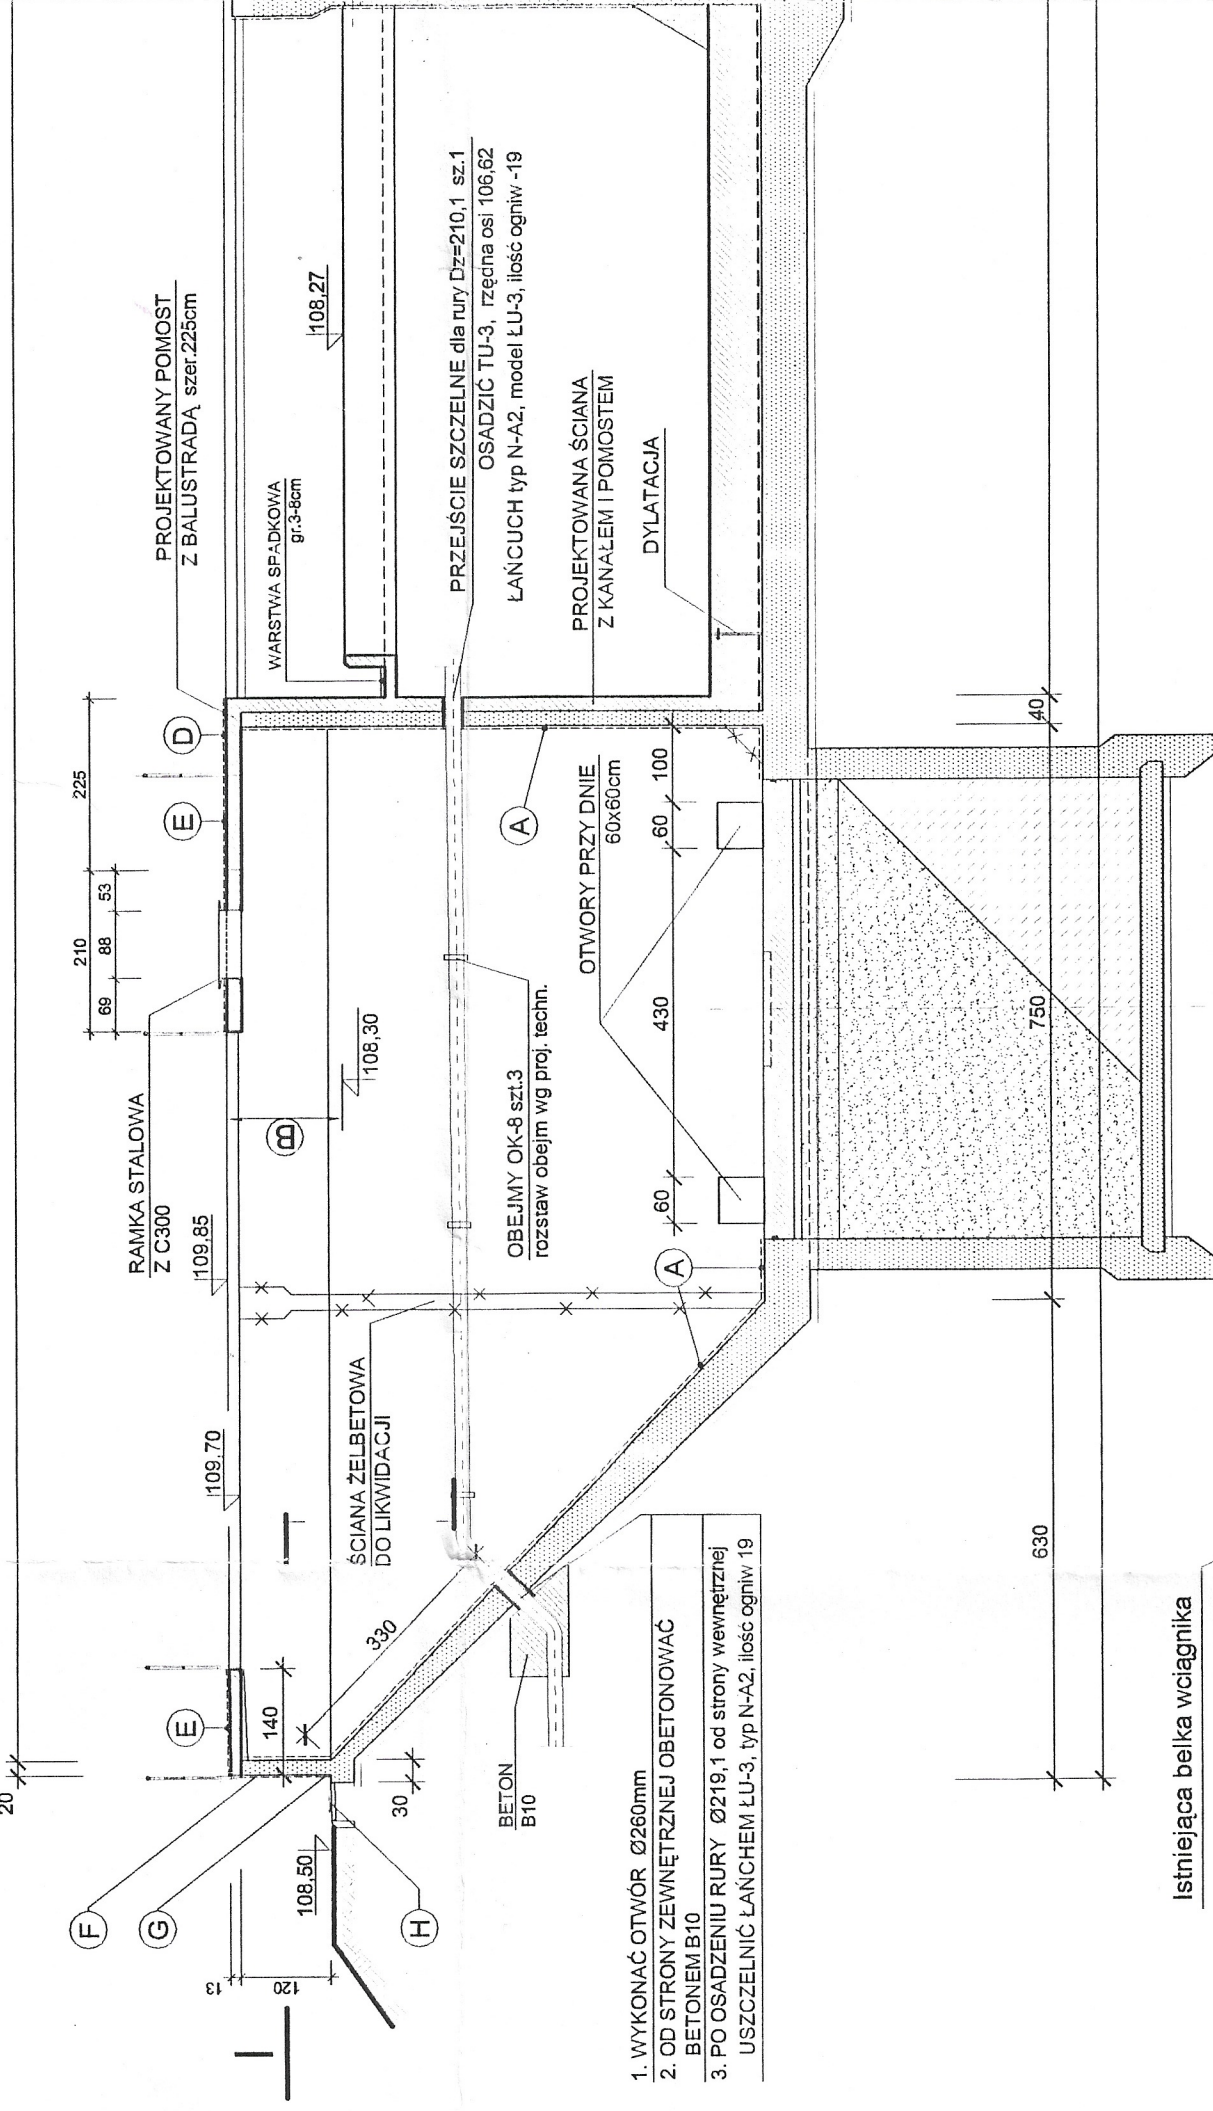 PROJEKTOWANY POMOST
Z BALUSTRADĄ szer.225cm
WARSTWA SPADKOWA
gr.3-8cm
108,27
PRZEJŚCIE SZCZELNE dla rury Dz=210,1 sz.1
OSADZIĆ TU-3, rzędna osi 106,62
ŁAŃCUCH typ N-A2, model ŁU-3, ilość ogniw -19
PROJEKTOWANA ŚCIANA
Z KANAŁEM I POMOSTEM
DYLATACJA
225
210
53
88
69
D
E
RAMKA STALOWA
Z C300
109,85
B
108,30
A
OTWORY PRZY DNIE
60x60cm
100
60
430
60
40
750
OBEJMY OK-8 szt.3
rozstaw obejm wg proj. techn.
A
109,70
ŚCIANA ŻELBETOWA
DO LIKWIDACJI
330
20
E
140
30
F
G
H
108,50
13
120
BETON
B10
630
1. WYKONAĆ OTWÓR Ø260mm
2. OD STRONY ZEWNĘTRZNEJ OBETONOWAĆ
BETONEM B10
3. PO OSADZENIU RURY Ø219,1 od strony wewnętrznej
USZCZELNIĆ ŁAŃCHEM ŁU-3, typ N-A2, ilość ogniw 19
Istniejąca belka wciągnika
I